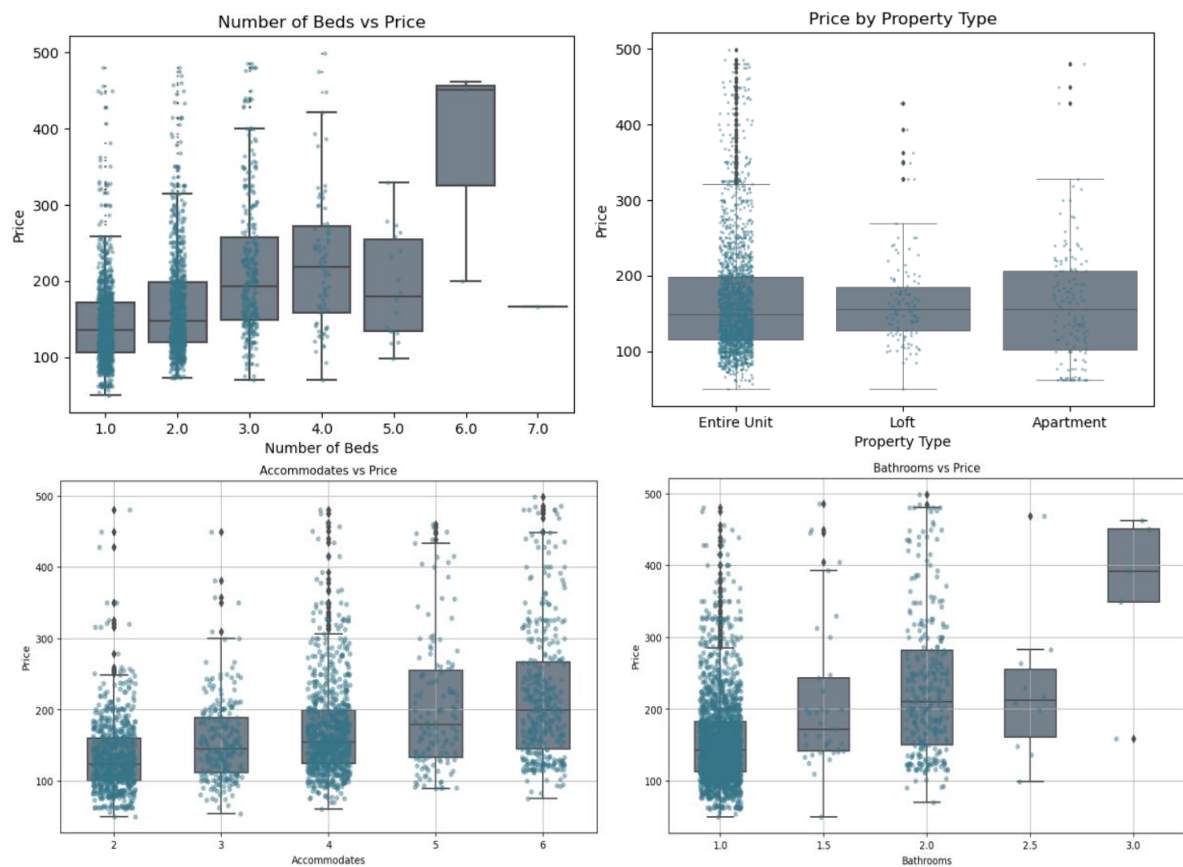 Number of Beds vs Price
500
400
300
200
100
Price
1.0 2.0 3.0 4.0 5.0 6.0 7.0
Number of Beds
Price by Property Type
500
400
300
200
100
Price
Entire Unit Loft Apartment
Property Type
Accommodates vs Price
500
400
300
200
100
Price
2 3 4 5 6
Accommodates
Bathrooms vs Price
500
400
300
200
100
Price
1.0 1.5 2.0 2.5 3.0
Bathrooms